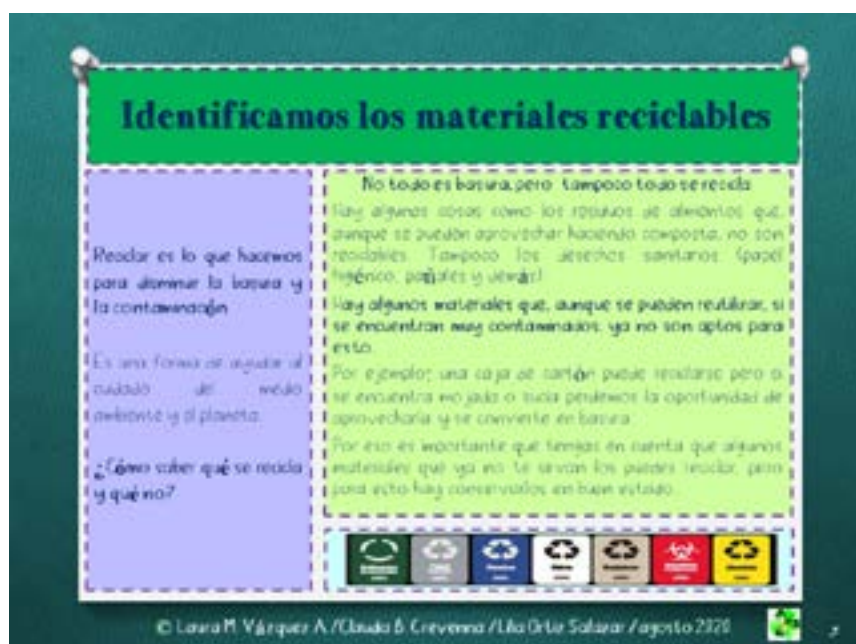 Identificamos los materiales reciclables
Reciclar es lo que hacemos
para disminuir la basura y
la contaminación
Es una forma de ayudar al
cuidado del medio
ambiente y al planeta.
¿Cómo saber qué se recicla
y qué no?
No todo es basura, pero tampoco todo se recicla
Hay algunas cosas como los residuos de alimentos que,
aunque se pueden aprovechar haciendo composta, no son
reciclables. Tampoco los desechos sanitarios (papel
higiénico, pañales y demás)
Hay algunos materiales que, aunque se pueden reutilizar, si
se encuentran muy contaminados, ya no son aptos para
esto.
Por ejemplo; una caja de cartón puede reciclarse pero si
se encuentra mojada o sucia perdemos la oportunidad de
aprovecharla y se convierte en basura
Por eso es importante que tengas en cuenta que algunos
materiales que ya no te sirvan los puedes reciclar, pero
para esto hay conservarlos en buen estado.
© Laura M. Vázquez A./Claudia B. Crevenna/Lilia Ortiz Salazar/agosto 2020